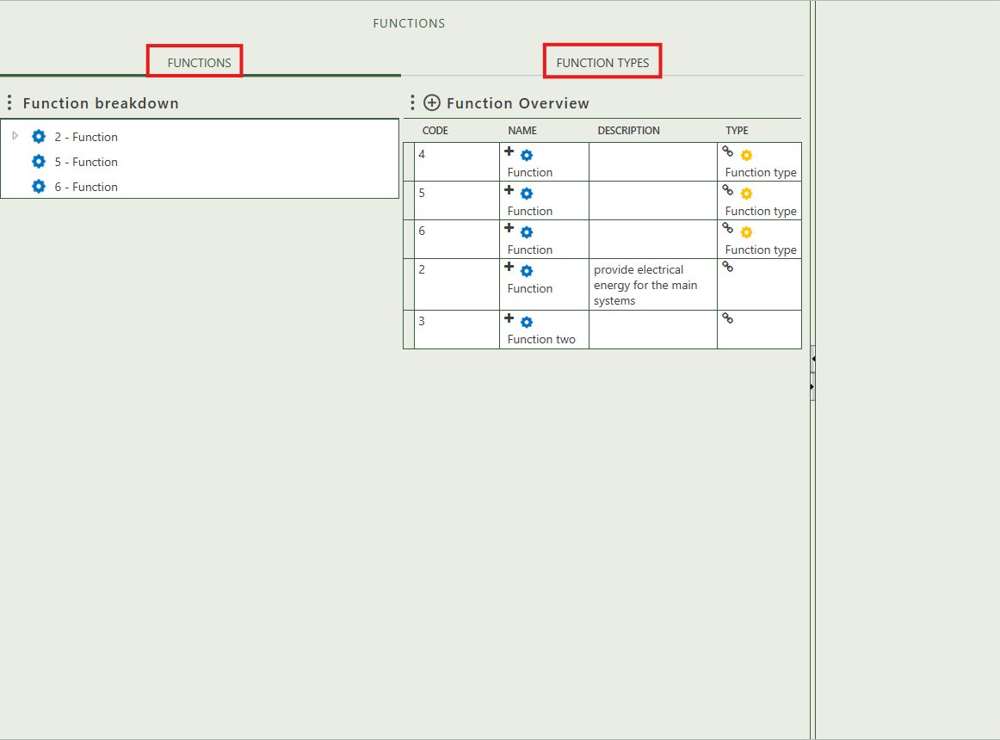 FUNCTIONS
FUNCTIONS
FUNCTION TYPES
Function breakdown
2 - Function
5 - Function
6 - Function
Function Overview
CODE NAME DESCRIPTION TYPE
4
Function
Function type
5
Function
Function type
6
Function
Function type
2
Function
provide electrical
energy for the main
systems
3
Function two